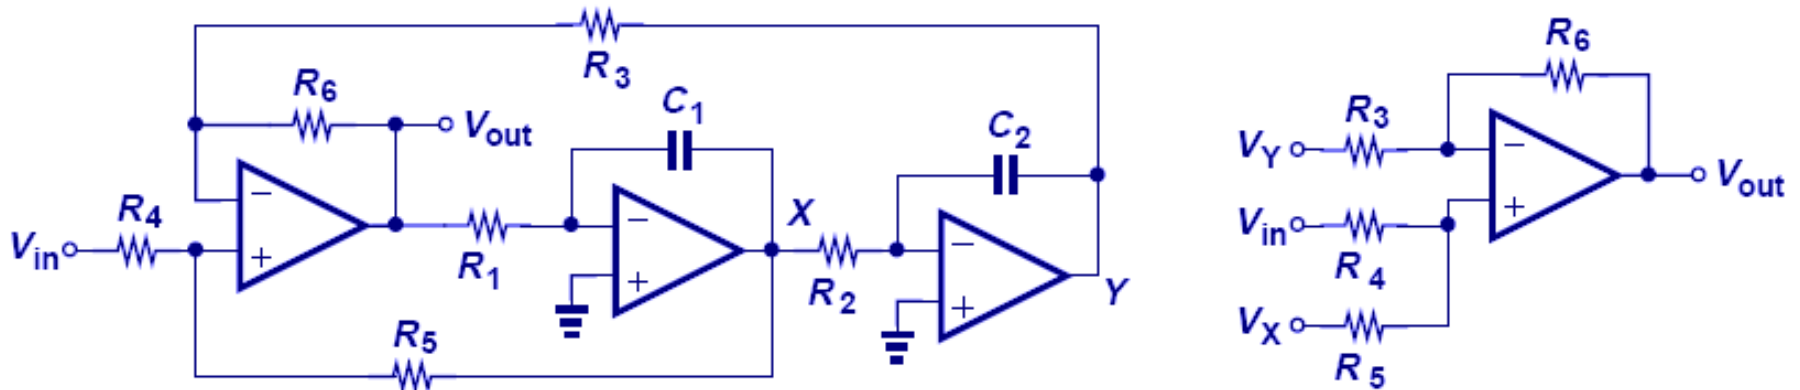 R3
R6
C1
Vout
C2
R4
Vin
−
+
R1
−
+
X
R2
−
+
Y
R5
R6
R3
VY
−
Vout
Vin
+
R4
VX
R5